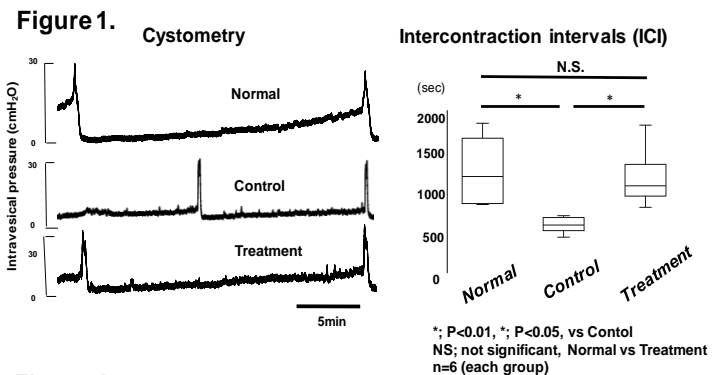 Figure1.
Cystometry
Intravesical pressure (cmH2O)
30
0
Normal
30
0
Control
30
0
Treatment
5min
Intercontraction intervals (ICI)
N.S.
(sec)
* *
2000
1500
1000
500
0
Normal Control Treatment
*; P<0.01, *; P<0.05, vs Contol
NS; not significant, Normal vs Treatment
n=6 (each group)